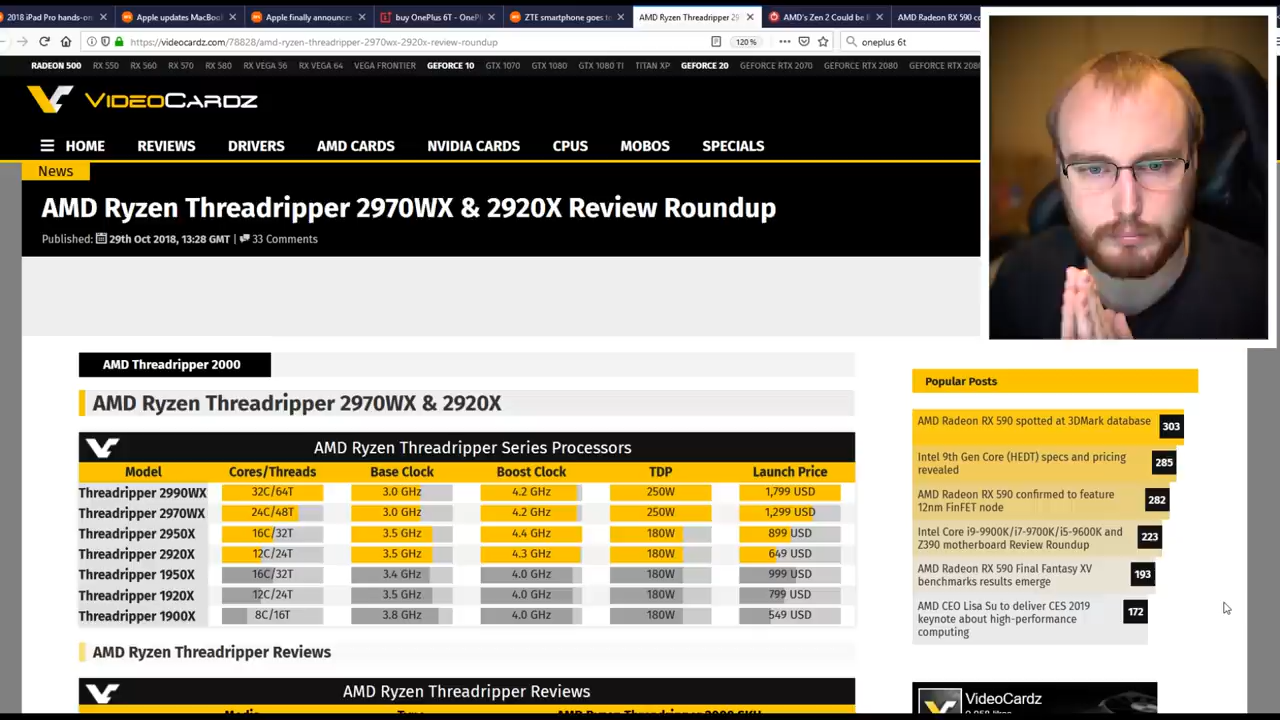 2018 iPad Pro hands-on
Apple updates MacBook
Apple finally announces
buy OnePlus 6T - OneP
ZTE smartphone goes t
AMD Ryzen Threadripper 29
AMD's Zen 2 Could be
AMD Radeon RX 590 co
https://videocardz.com/78828/amd-ryzen-threadripper-2970wx-2920x-review-roundup
120%
oneplus 6t
RADEON 500 RX 550 RX 560 RX 570 RX 580 RX VEGA 56 RX VEGA 64 VEGA FRONTIER GEFORCE 10 GTX 1070 GTX 1080 GTX 1080 TI TITAN XP GEFORCE 20 GEFORCE RTX 2070 GEFORCE RTX 2080 GEFORCE R
VIDEOCARDZ
HOME REVIEWS DRIVERS AMD CARDS NVIDIA CARDS CPUS MOBOS SPECIALS
News
AMD Ryzen Threadripper 2970WX & 2920X Review Roundup
Published: 29th Oct 2018, 13:28 GMT | 33 Comments
AMD Threadripper 2000
AMD Ryzen Threadripper 2970WX & 2920X
AMD Ryzen Threadripper Series Processors
Model Cores/Threads Base Clock Boost Clock TDP Launch Price
Threadripper 2990WX 32C/64T 3.0 GHz 4.2 GHz 250W 1,799 USD
Threadripper 2970WX 24C/48T 3.0 GHz 4.2 GHz 250W 1,299 USD
Threadripper 2950X 16C/32T 3.5 GHz 4.4 GHz 180W 899 USD
Threadripper 2920X 12C/24T 3.5 GHz 4.3 GHz 180W 649 USD
Threadripper 1950X 16C/32T 3.4 GHz 4.0 GHz 180W 999 USD
Threadripper 1920X 12C/24T 3.5 GHz 4.0 GHz 180W 799 USD
Threadripper 1900X 8C/16T 3.8 GHz 4.0 GHz 180W 549 USD
AMD Ryzen Threadripper Reviews
AMD Ryzen Threadripper Reviews
Popular Posts
AMD Radeon RX 590 spotted at 3DMark database 303
Intel 9th Gen Core (HEDT) specs and pricing
revealed 285
AMD Radeon RX 590 confirmed to feature
12nm FinFET node 282
Intel Core i9-9900K/i7-9700K/i5-9600K and
Z390 motherboard Review Roundup 223
AMD Radeon RX 590 Final Fantasy XV
benchmarks results emerge 193
AMD CEO Lisa Su to deliver CES 2019
keynote about high-performance
computing 172
VideoCardz